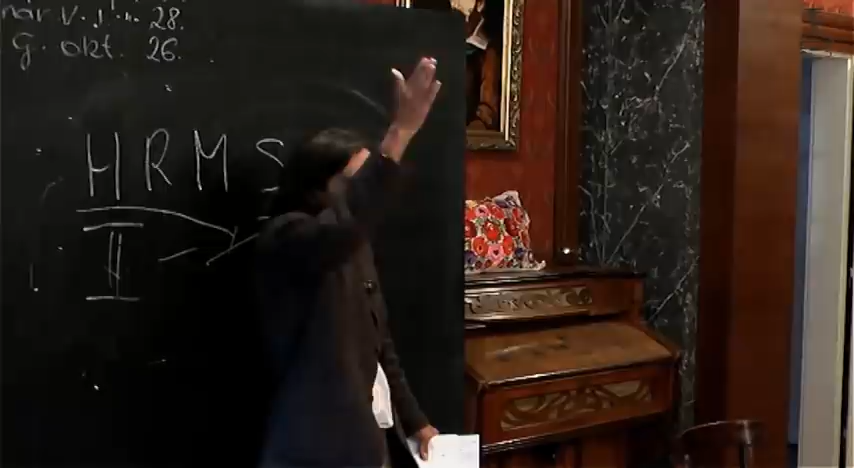 V. 28.
G. okt. 26.
HRMS
II